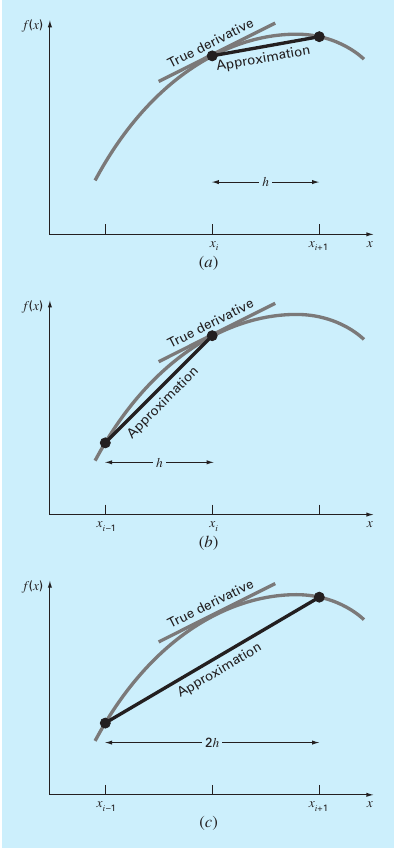 f(x)
True derivative
Approximation
h
x_i
x_{i+1}
x
(a)
f(x)
True derivative
Approximation
h
x_{i–1}
x_i
x
(b)
f(x)
True derivative
Approximation
2h
x_{i–1}
x_{i+1}
x
(c)